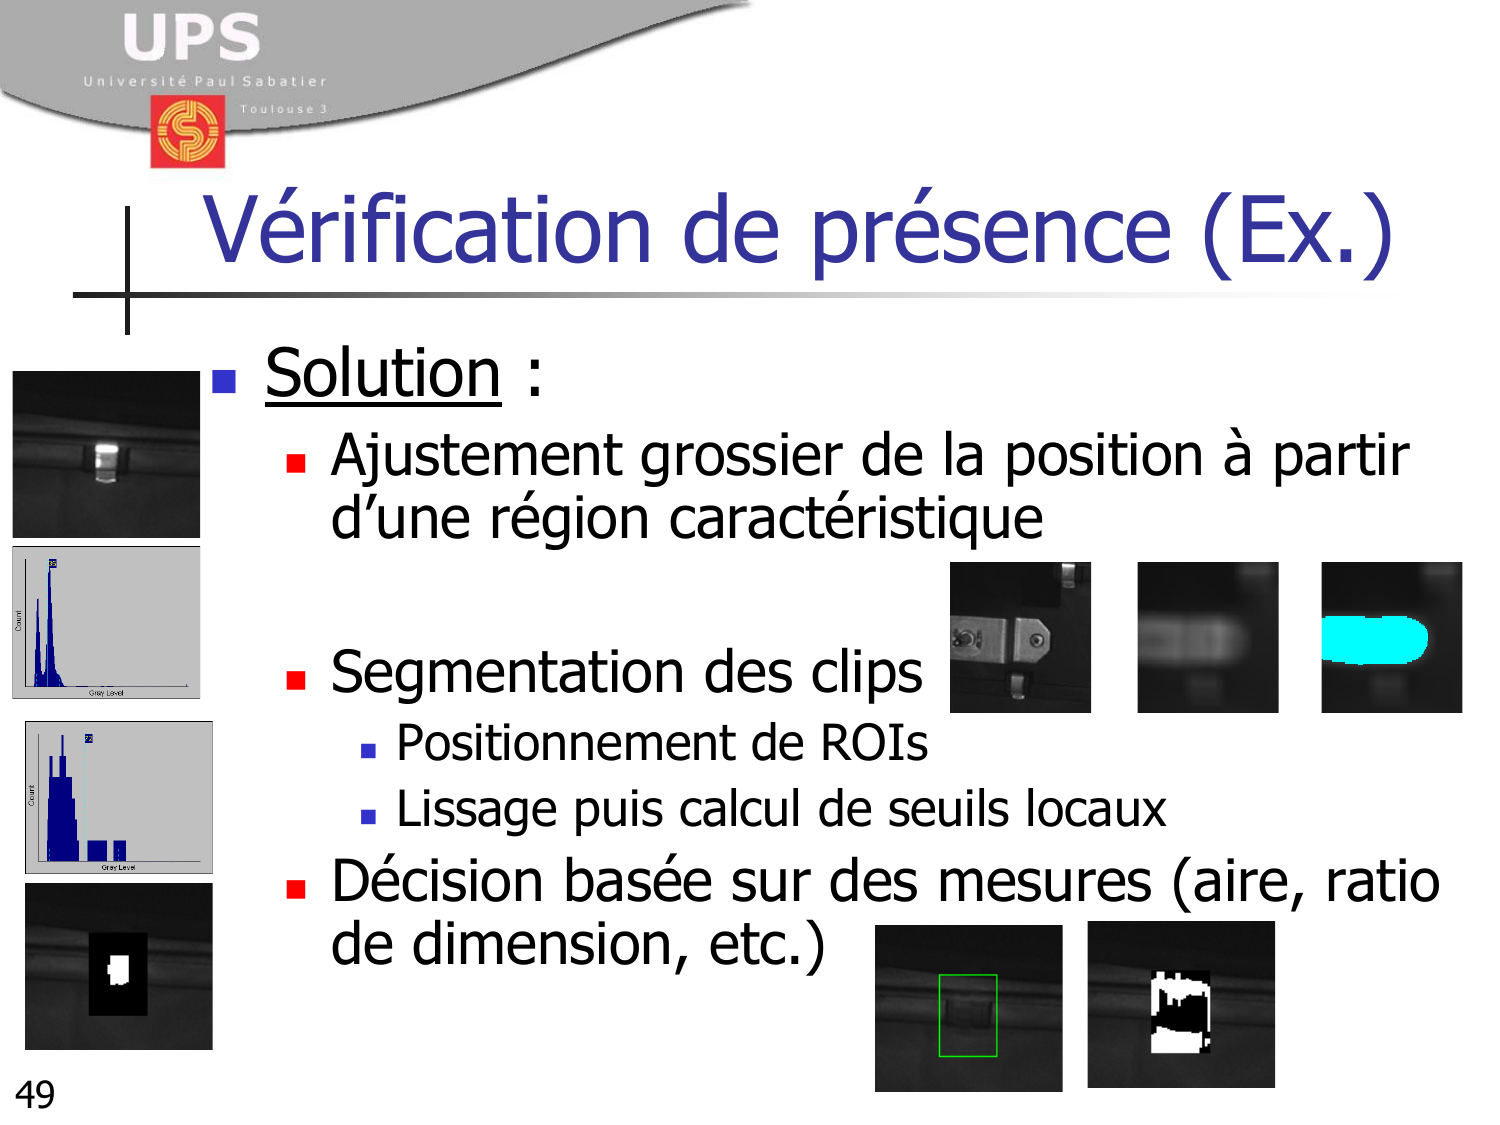 UPS
Université Paul Sabatier
Toulouse 3
Vérification de présence (Ex.)
Solution :
Ajustement grossier de la position à partir
d’une région caractéristique
Segmentation des clips
Positionnement de ROIs
Lissage puis calcul de seuils locaux
Décision basée sur des mesures (aire, ratio
de dimension, etc.)
Count
Gray Level
Count
Gray Level
49